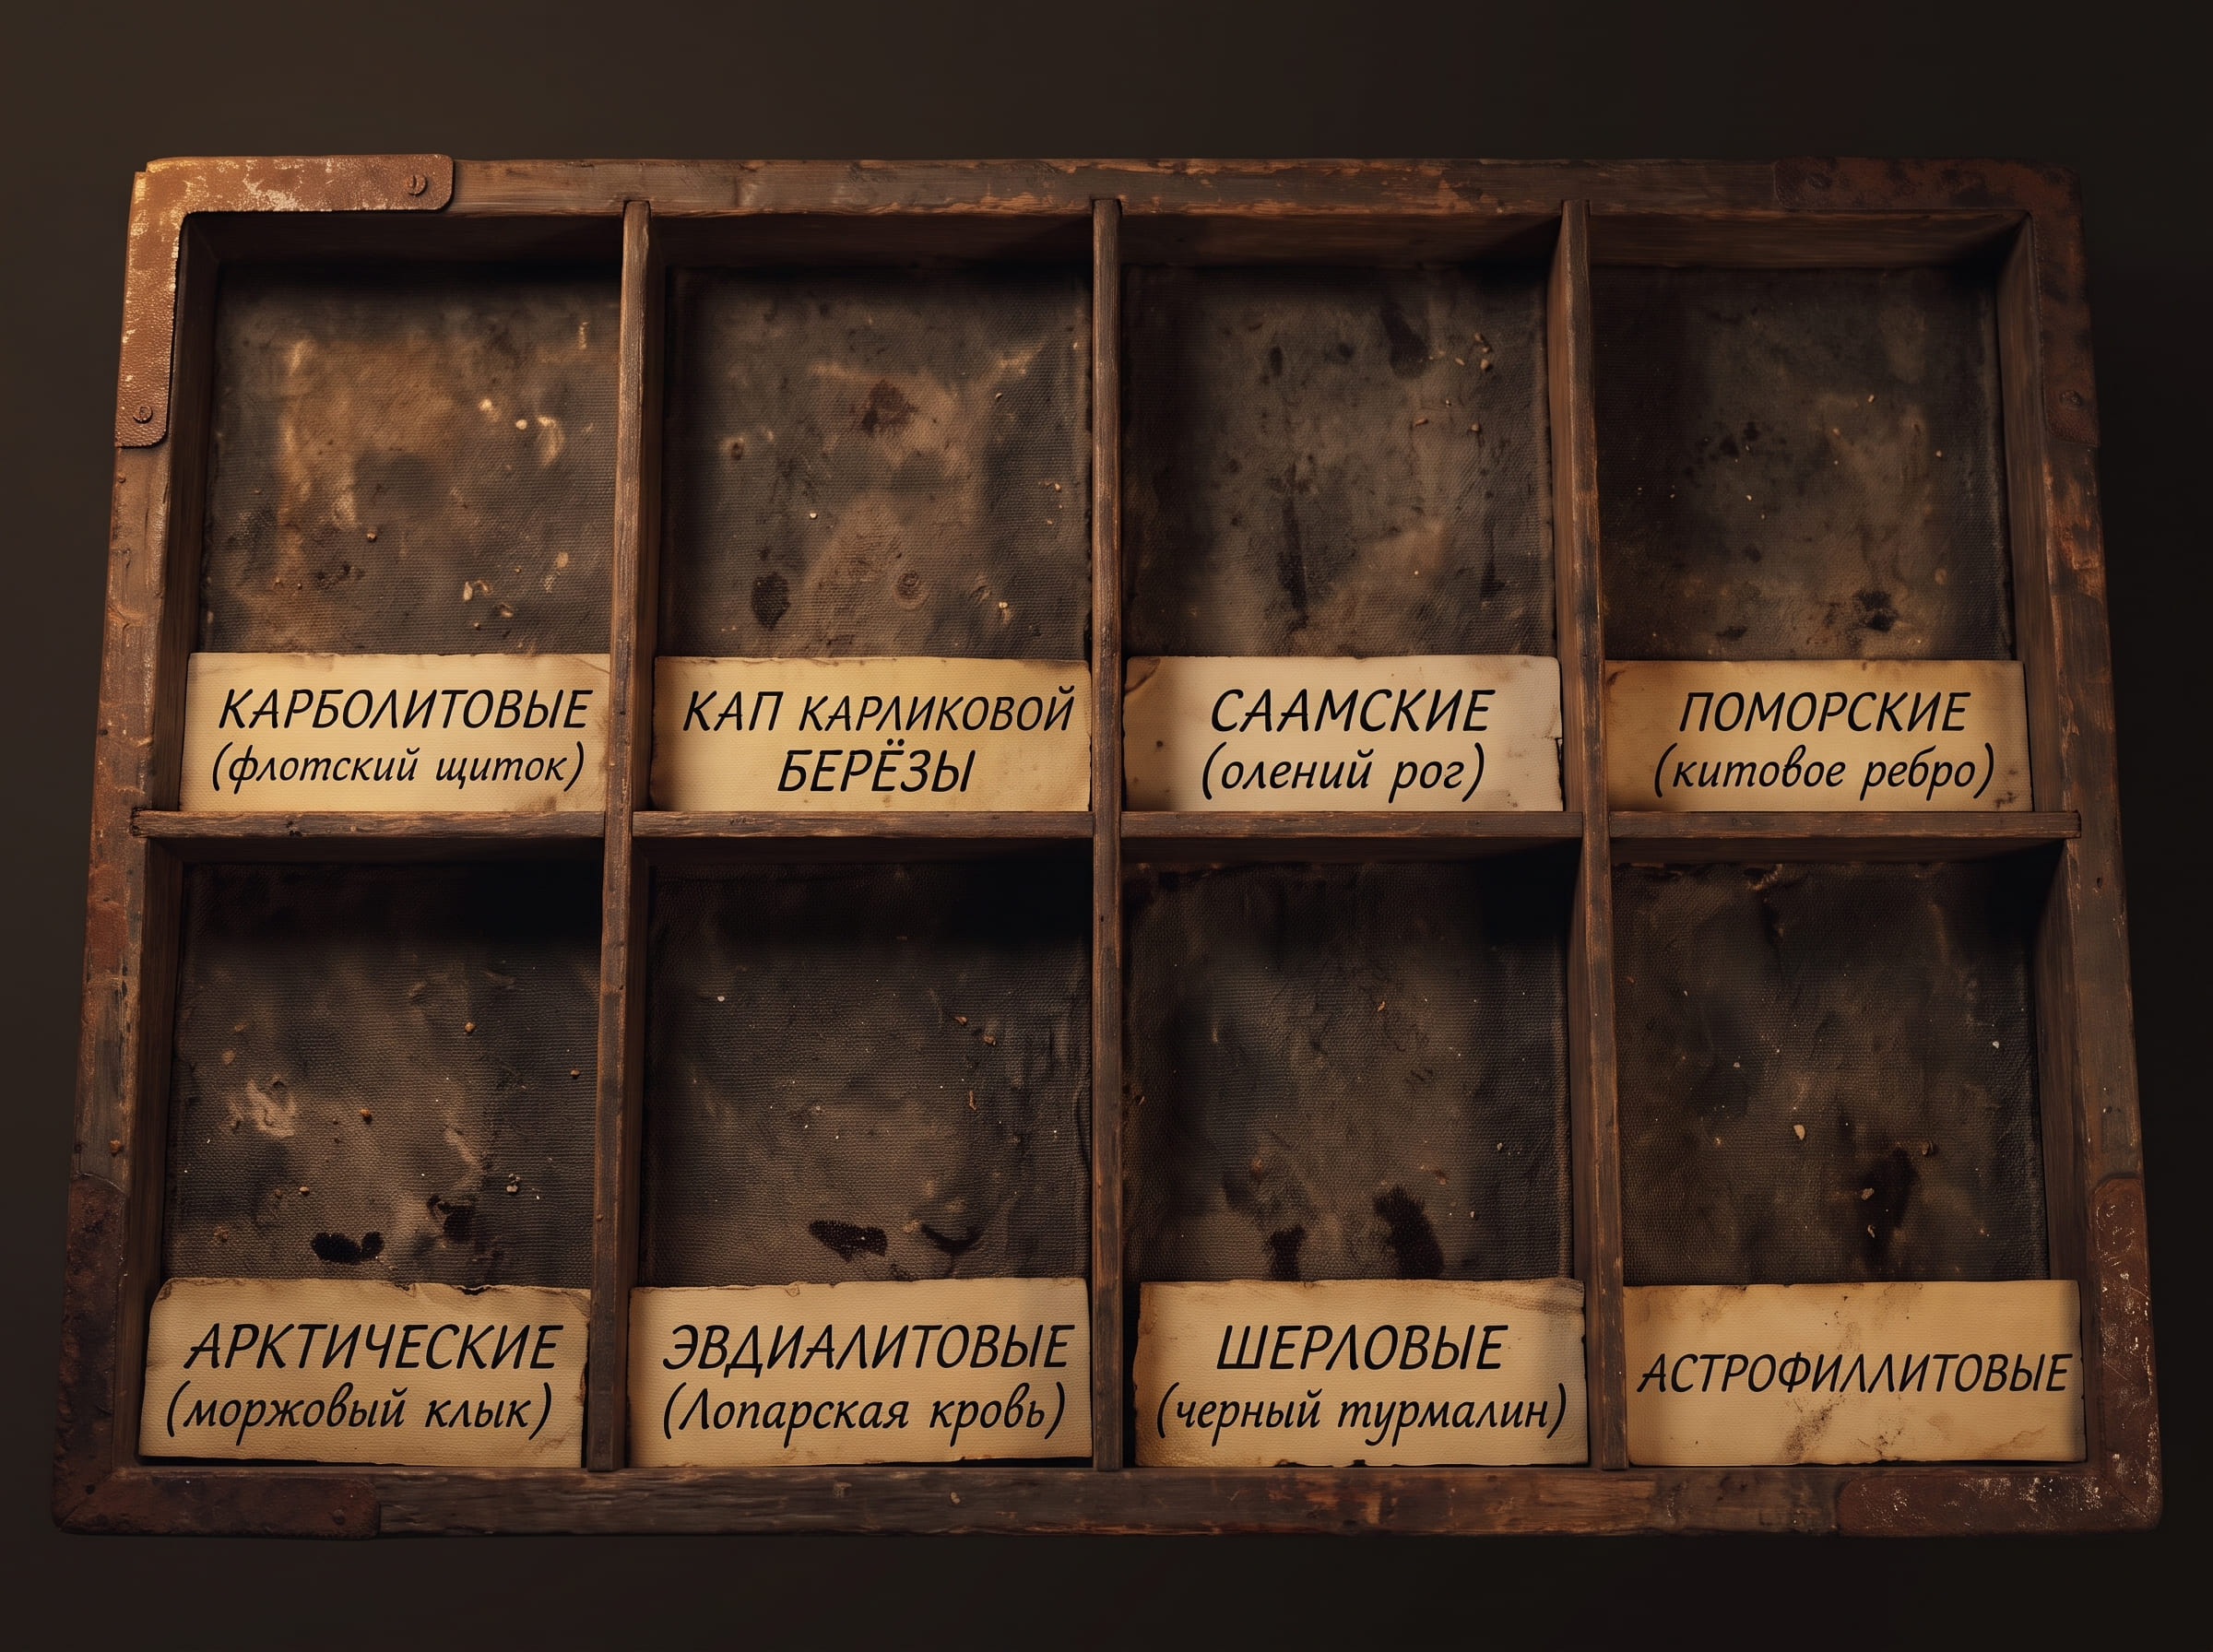 КАРБОЛИТОВЫЕ
(флотский щиток)
КАП КАРЛИКОВОЙ
БЕРЁЗЫ
СААМСКИЕ
(олений рог)
ПОМОРСКИЕ
(китовое ребро)
АРКТИЧЕСКИЕ
(моржовый клык)
ЭВДИАЛИТОВЫЕ
(Лопарская кровь)
ШЕРЛОВЫЕ
(черный турмалин)
АСТРОФИЛЛИТОВЫЕ